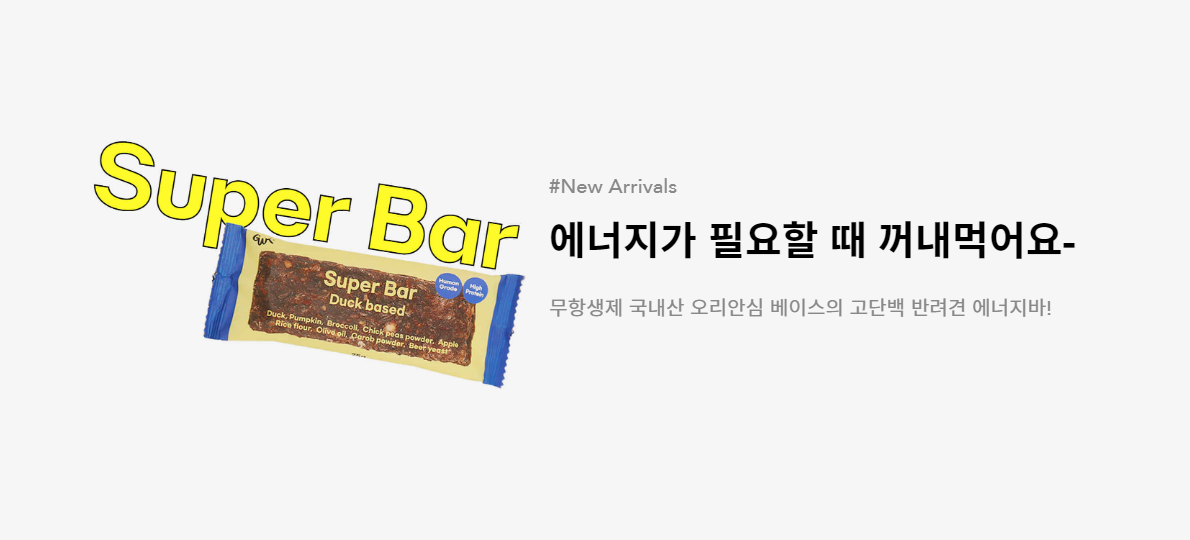 Super Bar
#New Arrivals
에너지가 필요할 때 꺼내먹어요-
무항생제 국내산 오리안심 베이스의 고단백 반려견 에너지바!
Super Bar
Duck based
Human
Grade
High
Protein
Duck, Pumpkin, Broccoli, Chick peas powder, Apple
Rice flour, Olive oil, Carob powder, Beer yeast